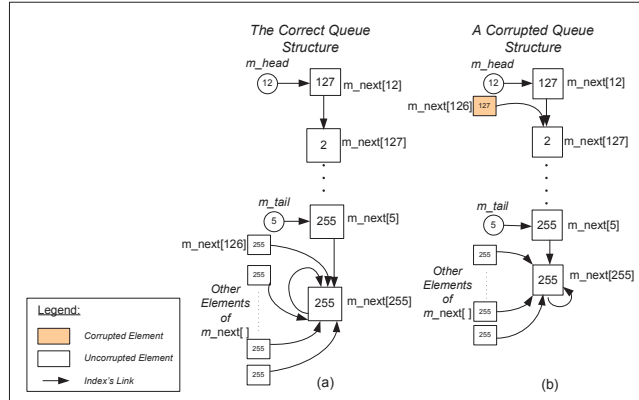 The Correct Queue
Structure
m_head
12
127
m_next[12]
2
m_next[127]
m_tail
5
255
m_next[5]
m_next[126]
255
255
Other
Elements
of
m_next[ ]
255
m_next[255]
255
255
(a)
A Corrupted Queue
Structure
m_head
12
127
m_next[12]
m_next[126]
127
2
m_next[127]
m_tail
5
255
m_next[5]
255
Other
Elements
of
m_next[ ]
255
m_next[255]
255
255
(b)
Legend:
Corrupted Element
Uncorrupted Element
Index's Link